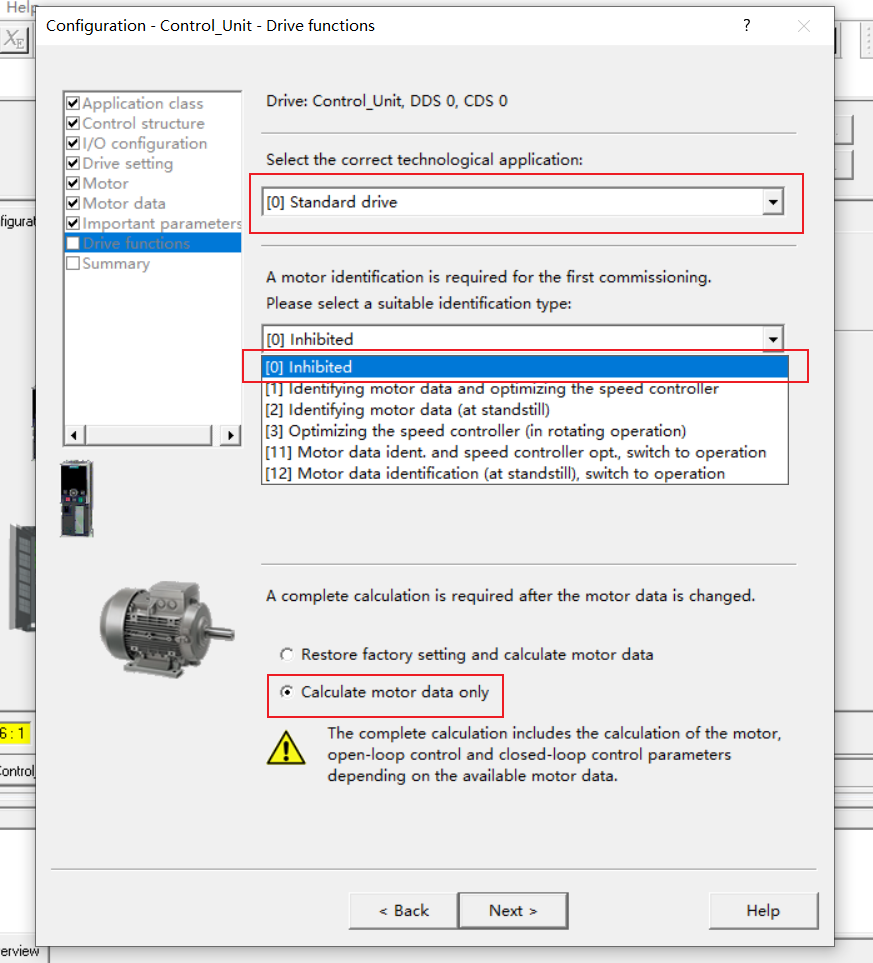 Help
Configuration - Control_Unit - Drive functions
?
XE
Application class
Control structure
I/O configuration
Drive setting
Motor
Motor data
Important parameters
Drive functions
Summary
Drive: Control_Unit, DDS 0, CDS 0
Select the correct technological application:
[0] Standard drive
A motor identification is required for the first commissioning.
Please select a suitable identification type:
[0] Inhibited
[0] Inhibited
[1] Identifying motor data and optimizing the speed controller
[2] Identifying motor data (at standstill)
[3] Optimizing the speed controller (in rotating operation)
[11] Motor data ident. and speed controller opt., switch to operation
[12] Motor data identification (at standstill), switch to operation
A complete calculation is required after the motor data is changed.
Restore factory setting and calculate motor data
Calculate motor data only
The complete calculation includes the calculation of the motor,
open-loop control and closed-loop control parameters
depending on the available motor data.
< Back
Next >
Help
figurat
6 : 1
Control_
erview